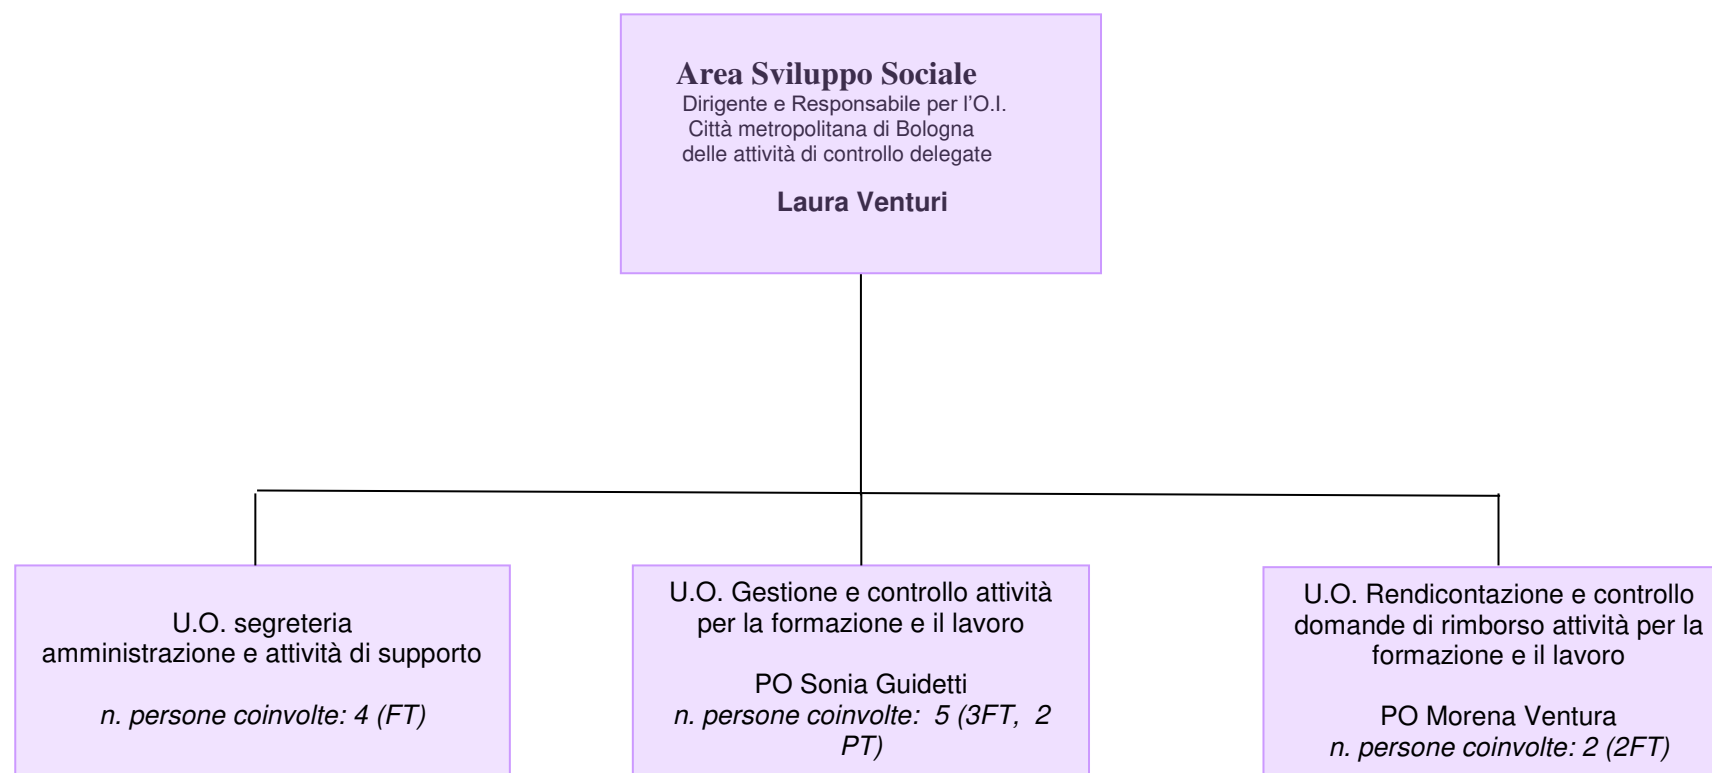 Area Sviluppo Sociale
Dirigente e Responsabile per l'O.I.
Città metropolitana di Bologna
delle attività di controllo delegate
Laura Venturi
U.O. segreteria
amministrazione e attività di supporto
n. persone coinvolte: 4 (FT)
U.O. Gestione e controllo attività
per la formazione e il lavoro
PO Sonia Guidetti
n. persone coinvolte:  5 (3FT,  2
PT)
U.O. Rendicontazione e controllo
domande di rimborso attività per la
formazione e il lavoro
PO Morena Ventura
n. persone coinvolte: 2 (2FT)